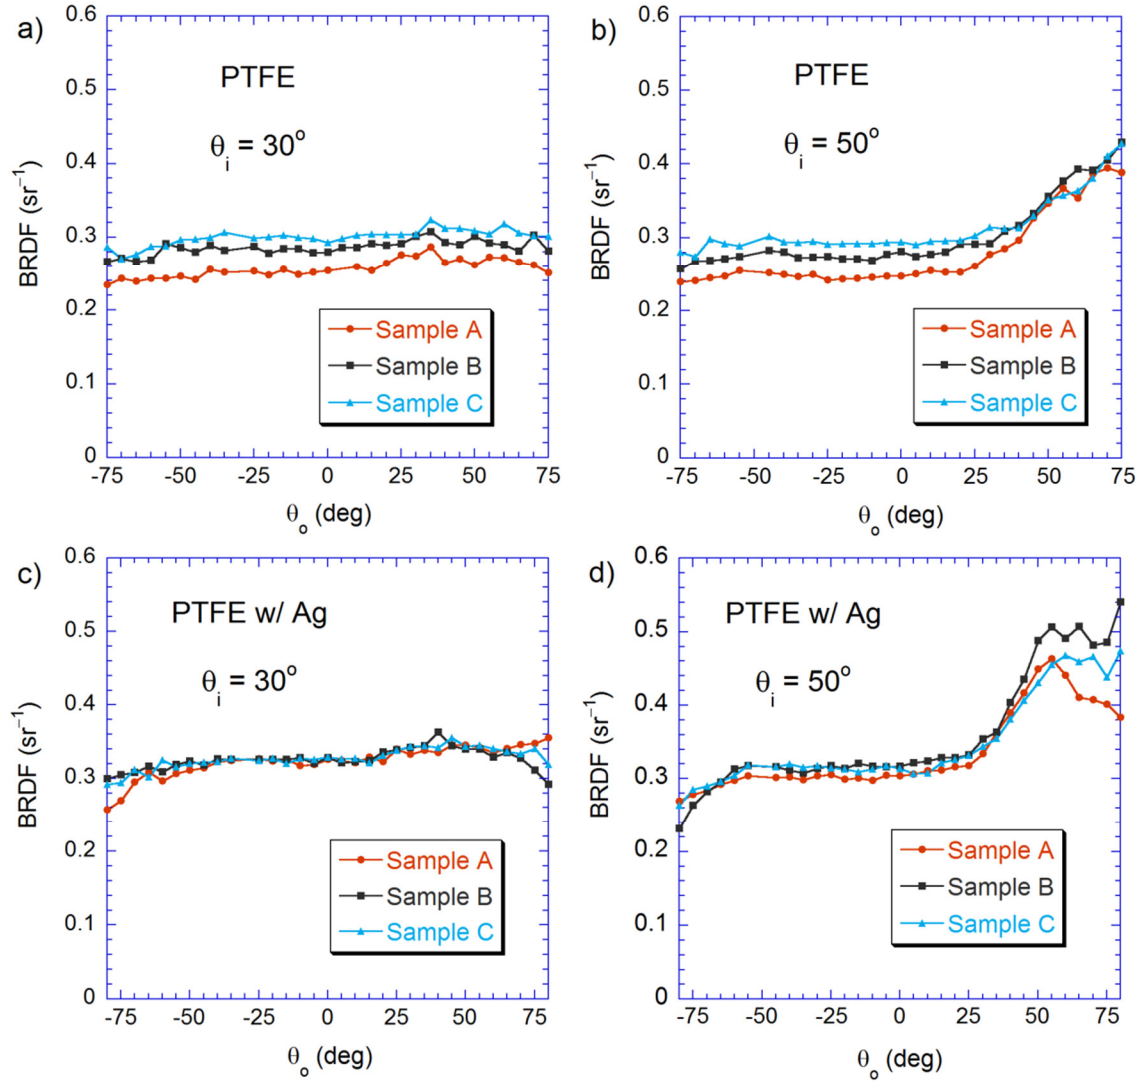 a)
PTFE
θi = 30°
BRDF (sr⁻¹)
0.6
0.5
0.4
0.3
0.2
0.1
0
-75 -50 -25 0 25 50 75
θo (deg)
Sample A
Sample B
Sample C
b)
PTFE
θi = 50°
BRDF (sr⁻¹)
0.6
0.5
0.4
0.3
0.2
0.1
0
-75 -50 -25 0 25 50 75
θo (deg)
Sample A
Sample B
Sample C
c)
PTFE w/ Ag
θi = 30°
BRDF (sr⁻¹)
0.6
0.5
0.4
0.3
0.2
0.1
0
-75 -50 -25 0 25 50 75
θo (deg)
Sample A
Sample B
Sample C
d)
PTFE w/ Ag
θi = 50°
BRDF (sr⁻¹)
0.6
0.5
0.4
0.3
0.2
0.1
0
-75 -50 -25 0 25 50 75
θo (deg)
Sample A
Sample B
Sample C